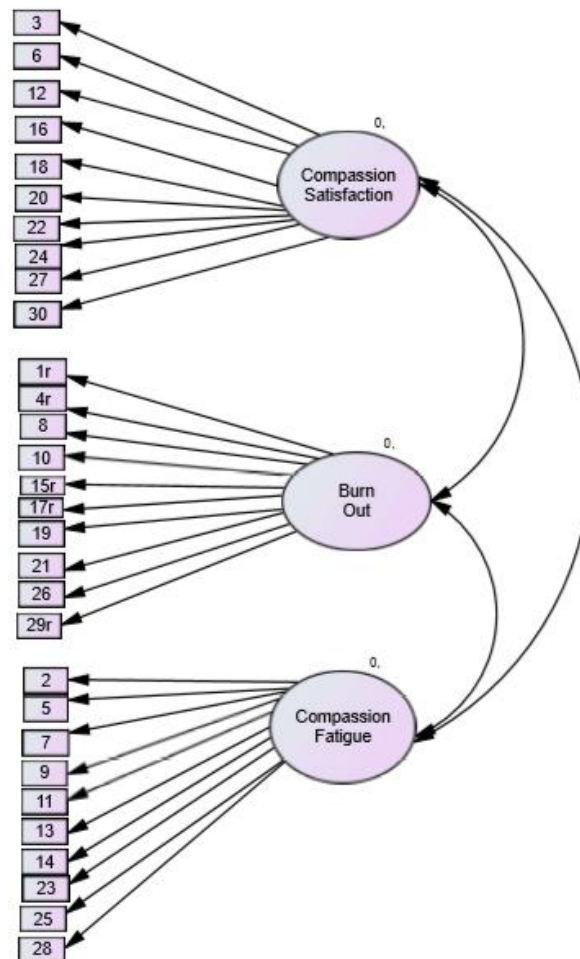 3
6
12
16
18
20
22
24
27
30
0,
Compassion
Satisfaction
1r
4r
8
10
15r
17r
19
21
26
29r
0,
Burn
Out
2
5
7
9
11
13
14
23
25
28
0,
Compassion
Fatigue